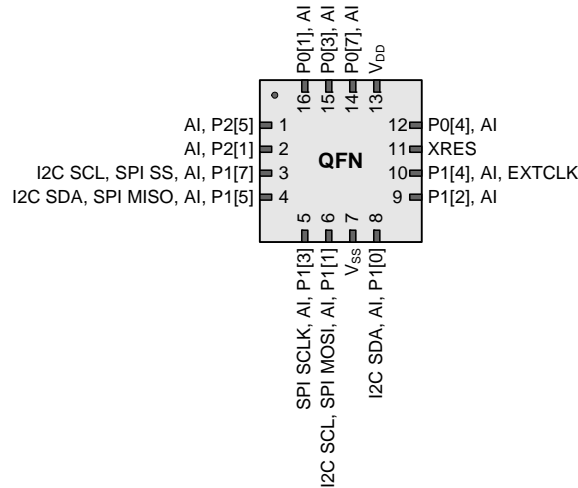 P0[1], AI
P0[3], AI
P0[7], AI
VDD
16
15
14
13
AI, P2[5]
1
AI, P2[1]
2
I2C SCL, SPI SS, AI, P1[7]
3
I2C SDA, SPI MISO, AI, P1[5]
4
QFN
12
P0[4], AI
11
XRES
10
P1[4], AI, EXTCLK
9
P1[2], AI
5
6
7
8
SPI SCLK, AI, P1[3]
I2C SCL, SPI MOSI, AI, P1[1]
VSS
I2C SDA, AI, P1[0]